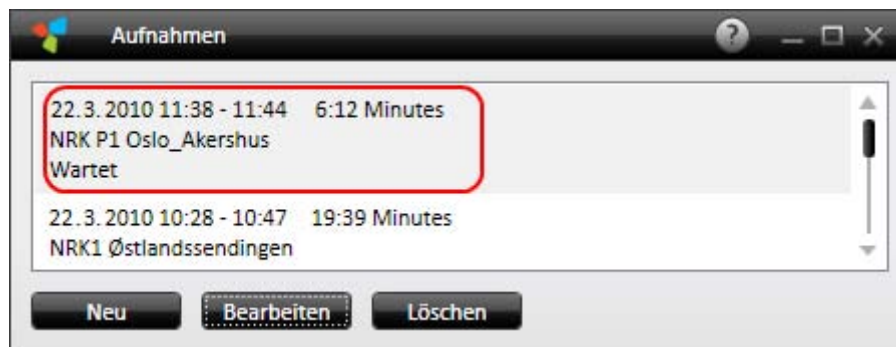 Aufnahmen
?
22.3.2010 11:38 - 11:44 6:12 Minutes
NRK P1 Oslo_Akershus
Wartet
22.3.2010 10:28 - 10:47 19:39 Minutes
NRK1 Østlandssendingen
Neu Bearbeiten Löschen